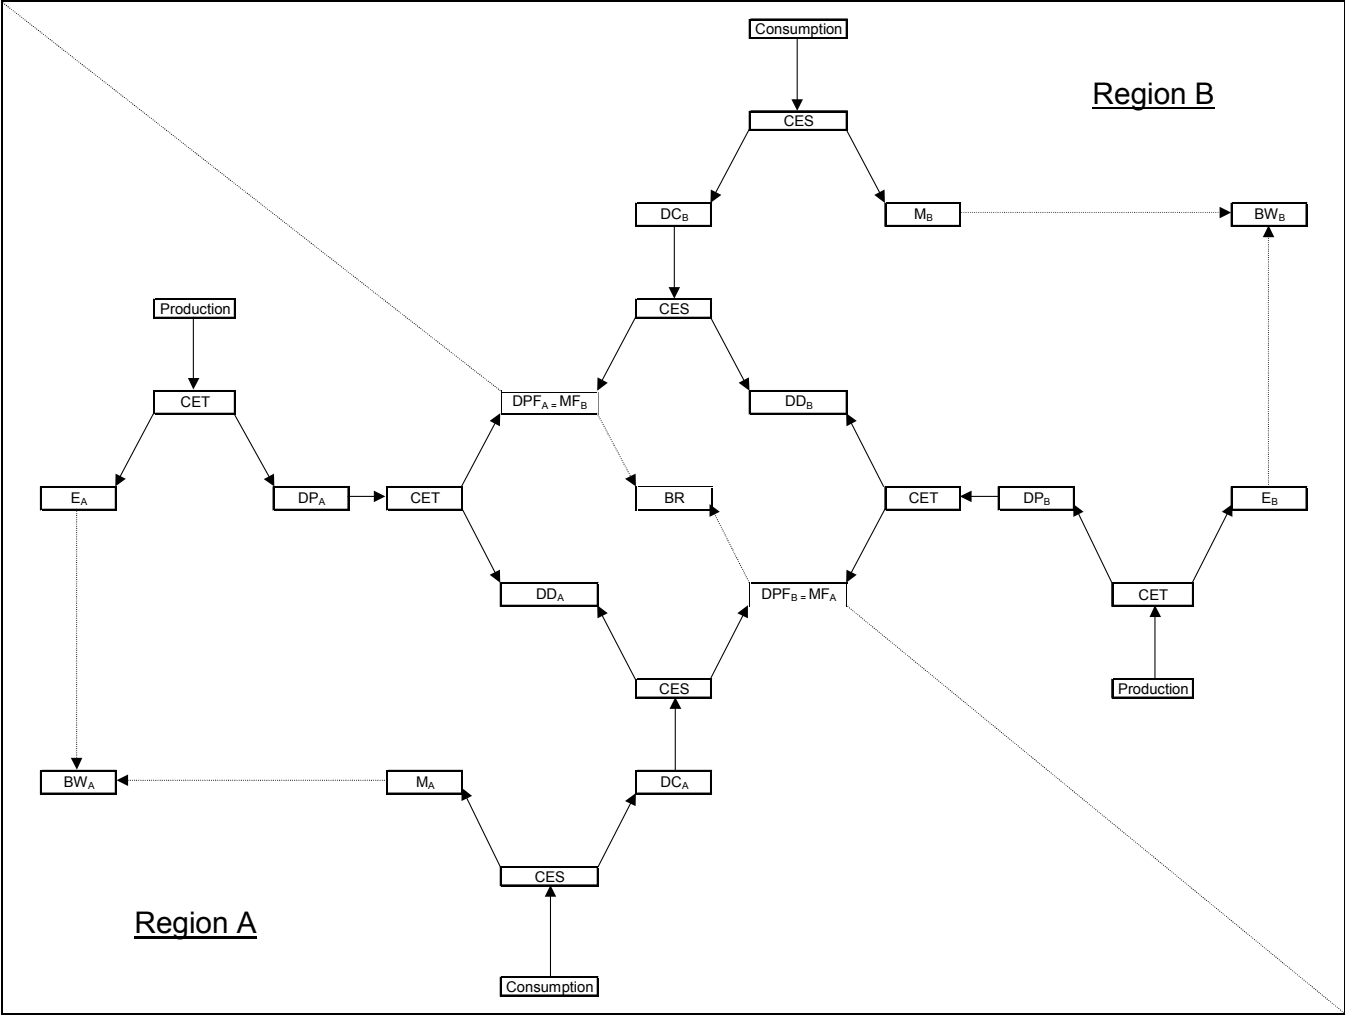 Consumption
Region B
CES
DCB
MB
BWB
Production
CES
CET
DPFA = MFB
DDB
EA
DPA
CET
BR
CET
DPB
EB
DDA
DPFB = MFA
CET
CES
Production
BWA
MA
DCA
CES
Region A
Consumption